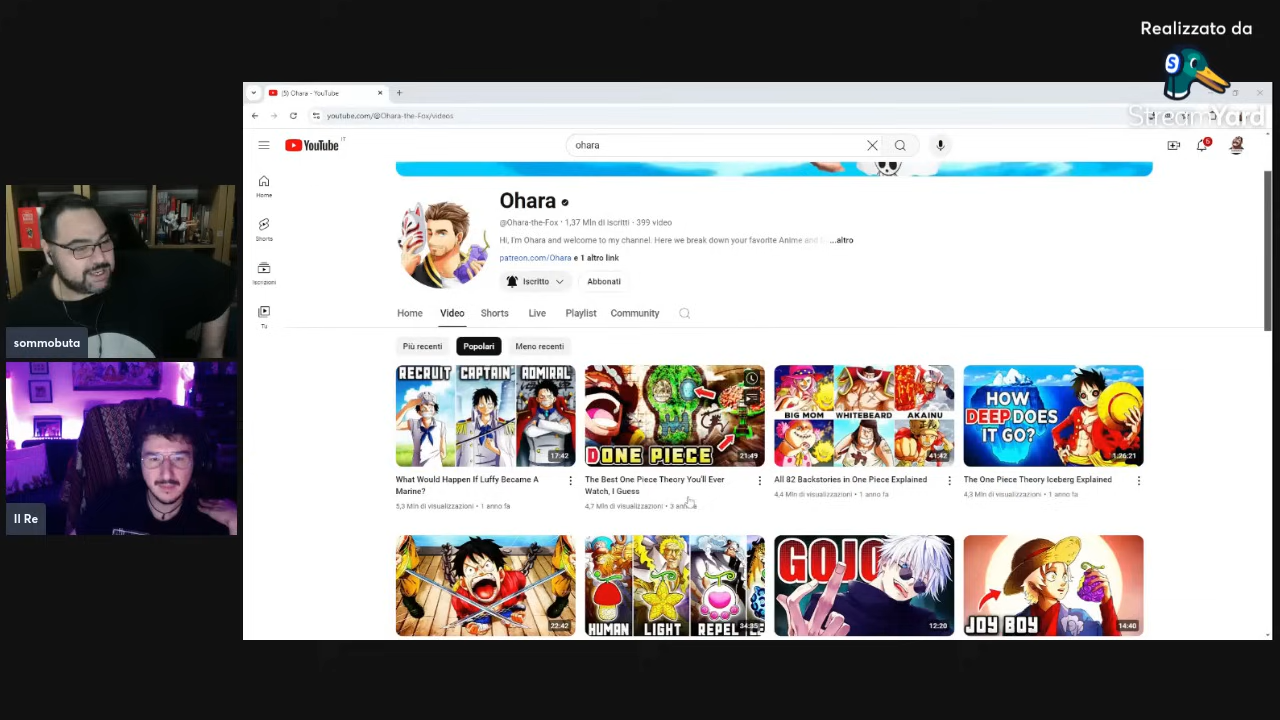 Realizzato da
StreamYard
(5) Ohara - YouTube
youtube.com/@Ohara-the-Fox/videos
YouTube IT
ohara
6
Home
Shorts
Iscrizioni
Tu
Ohara
@Ohara-the-Fox • 1,37 Mln di iscritti • 399 video
Hi, I'm Ohara and welcome to my channel. Here we break down your favorite Anime and ...altro
patreon.com/Ohara e 1 altro link
Iscritto
Abbonati
Home Video Shorts Live Playlist Community
Più recenti Popolari Meno recenti
RECRUIT CAPTAIN ADMIRAL
17:42
What Would Happen If Luffy Became A
Marine?
5,3 Mln di visualizzazioni • 1 anno fa
DONE PIECE
21:49
The Best One Piece Theory You'll Ever
Watch, I Guess
4,7 Mln di visualizzazioni • 3 anni fa
BIG MOM WHITEBEARD AKAINU
41:42
All 82 Backstories in One Piece Explained
4,4 Mln di visualizzazioni • 1 anno fa
HOW
DEEP DOES
IT GO?
1:26:21
The One Piece Theory Iceberg Explained
4,3 Mln di visualizzazioni • 1 anno fa
22:42
HUMAN LIGHT REPEL
34:35
GOJO
12:20
JOY BOY
14:40
sommobuta
Il Re